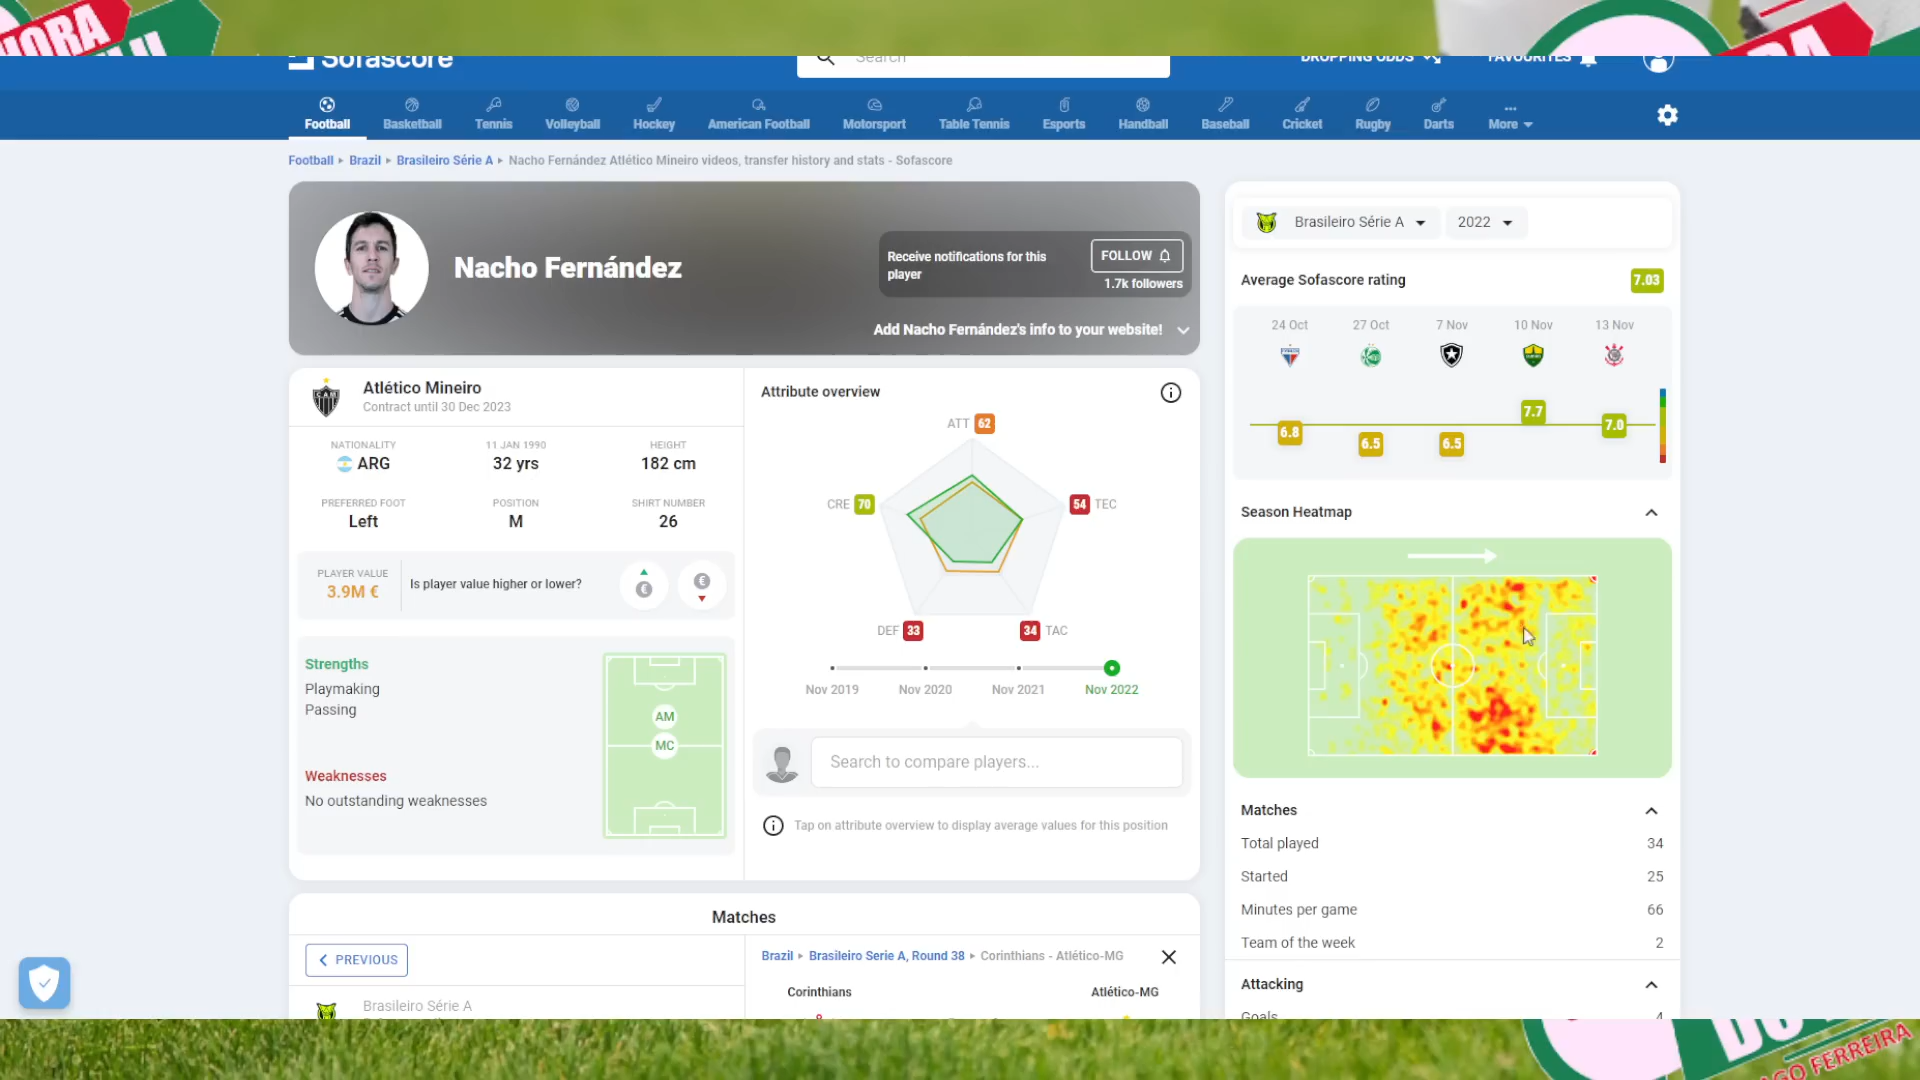 HORA
Sofascore
Search
DROPPING ODDS
FAVOURITES
Football
Basketball
Tennis
Volleyball
Hockey
American Football
Motorsport
Table Tennis
Esports
Handball
Baseball
Cricket
Rugby
Darts
More
Football ▸ Brazil ▸ Brasileiro Série A ▸ Nacho Fernández Atlético Mineiro videos, transfer history and stats - Sofascore
Nacho Fernández
Receive notifications for this
player
FOLLOW
1.7k followers
Add Nacho Fernández's info to your website!
Atlético Mineiro
Contract until 30 Dec 2023
NATIONALITY
ARG
11 JAN 1990
32 yrs
HEIGHT
182 cm
PREFERRED FOOT
Left
POSITION
M
SHIRT NUMBER
26
PLAYER VALUE
3.9M €
Is player value higher or lower?
Strengths
Playmaking
Passing
Weaknesses
No outstanding weaknesses
AM
MC
Attribute overview
ATT 62
CRE 70
54 TEC
DEF 33
34 TAC
Nov 2019
Nov 2020
Nov 2021
Nov 2022
Search to compare players...
Tap on attribute overview to display average values for this position
Matches
PREVIOUS
Brasileiro Série A
Brazil ▸ Brasileiro Serie A, Round 38 ▸ Corinthians - Atlético-MG
Corinthians
Atlético-MG
Brasileiro Série A
2022
Average Sofascore rating
7.03
24 Oct
27 Oct
7 Nov
10 Nov
13 Nov
6.8
6.5
6.5
7.7
7.0
Season Heatmap
Matches
Total played 34
Started 25
Minutes per game 66
Team of the week 2
Attacking
Goals 4
FERREIRA